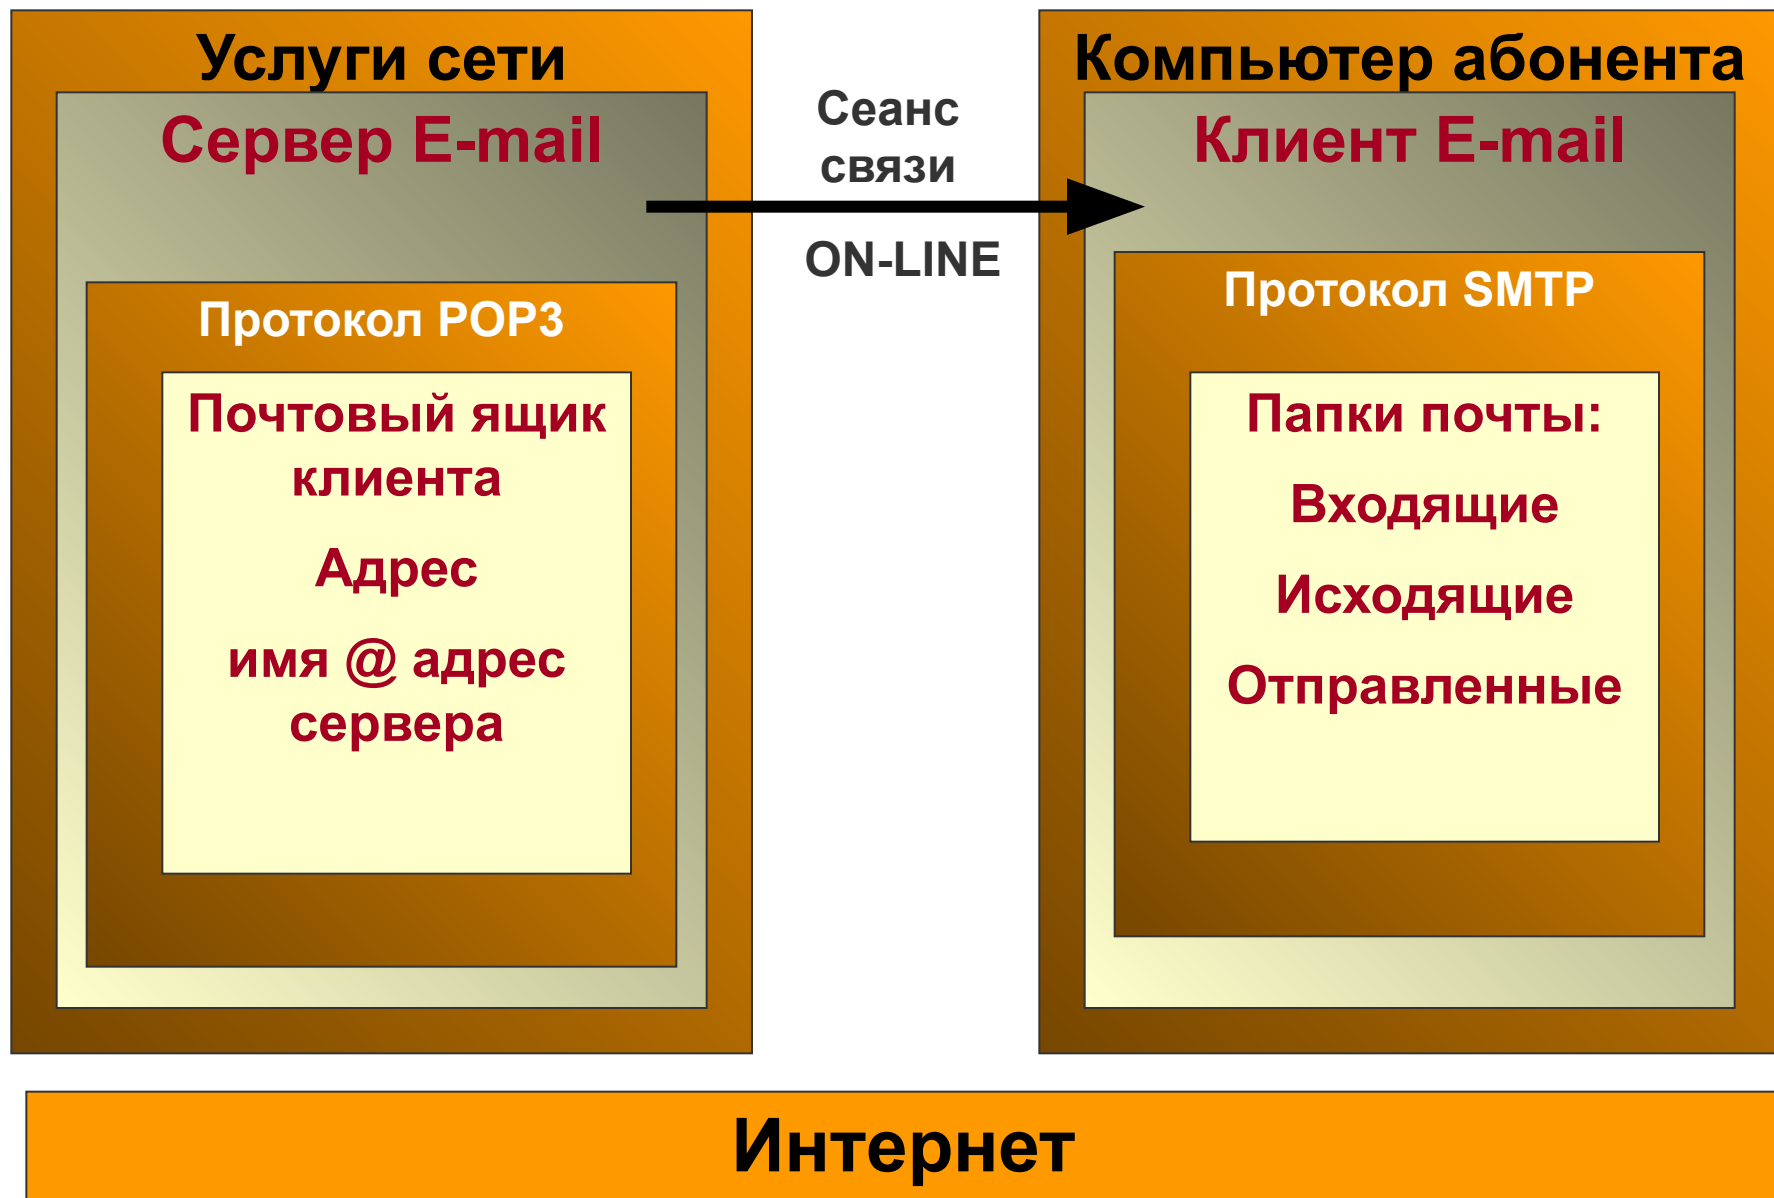 Услуги сети
Сервер E-mail
Протокол POP3
Почтовый ящик
клиента
Адрес
имя @ адрес
сервера
Сеанс
связи
ON-LINE
Компьютер абонента
Клиент E-mail
Протокол SMTP
Папки почты:
Входящие
Исходящие
Отправленные
Интернет